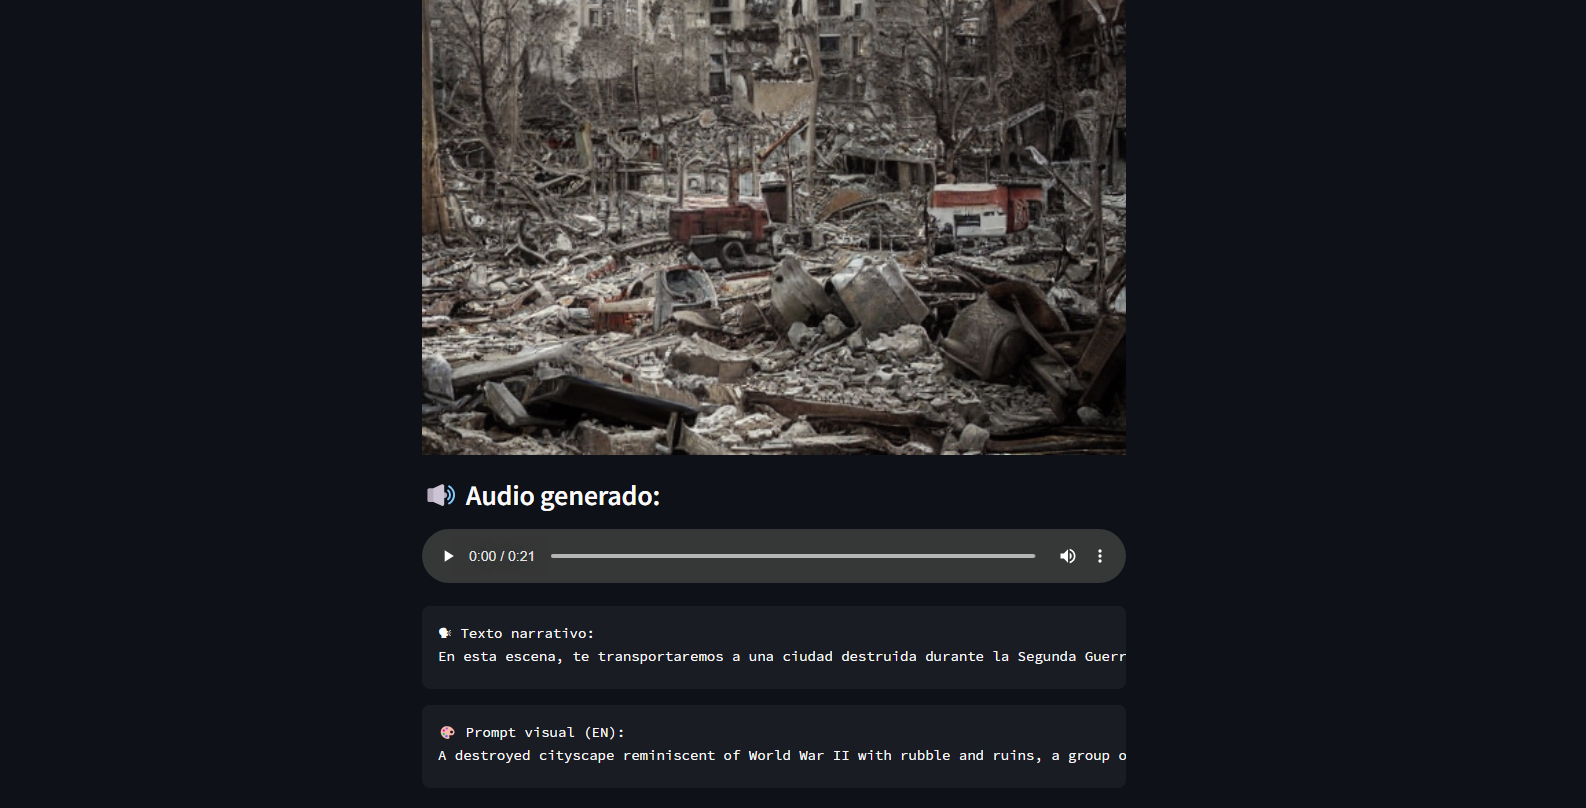 Audio generado:
0:00 / 0:21
Texto narrativo:
En esta escena, te transportaremos a una ciudad destruida durante la Segunda Guerr
Prompt visual (EN):
A destroyed cityscape reminiscent of World War II with rubble and ruins, a group o